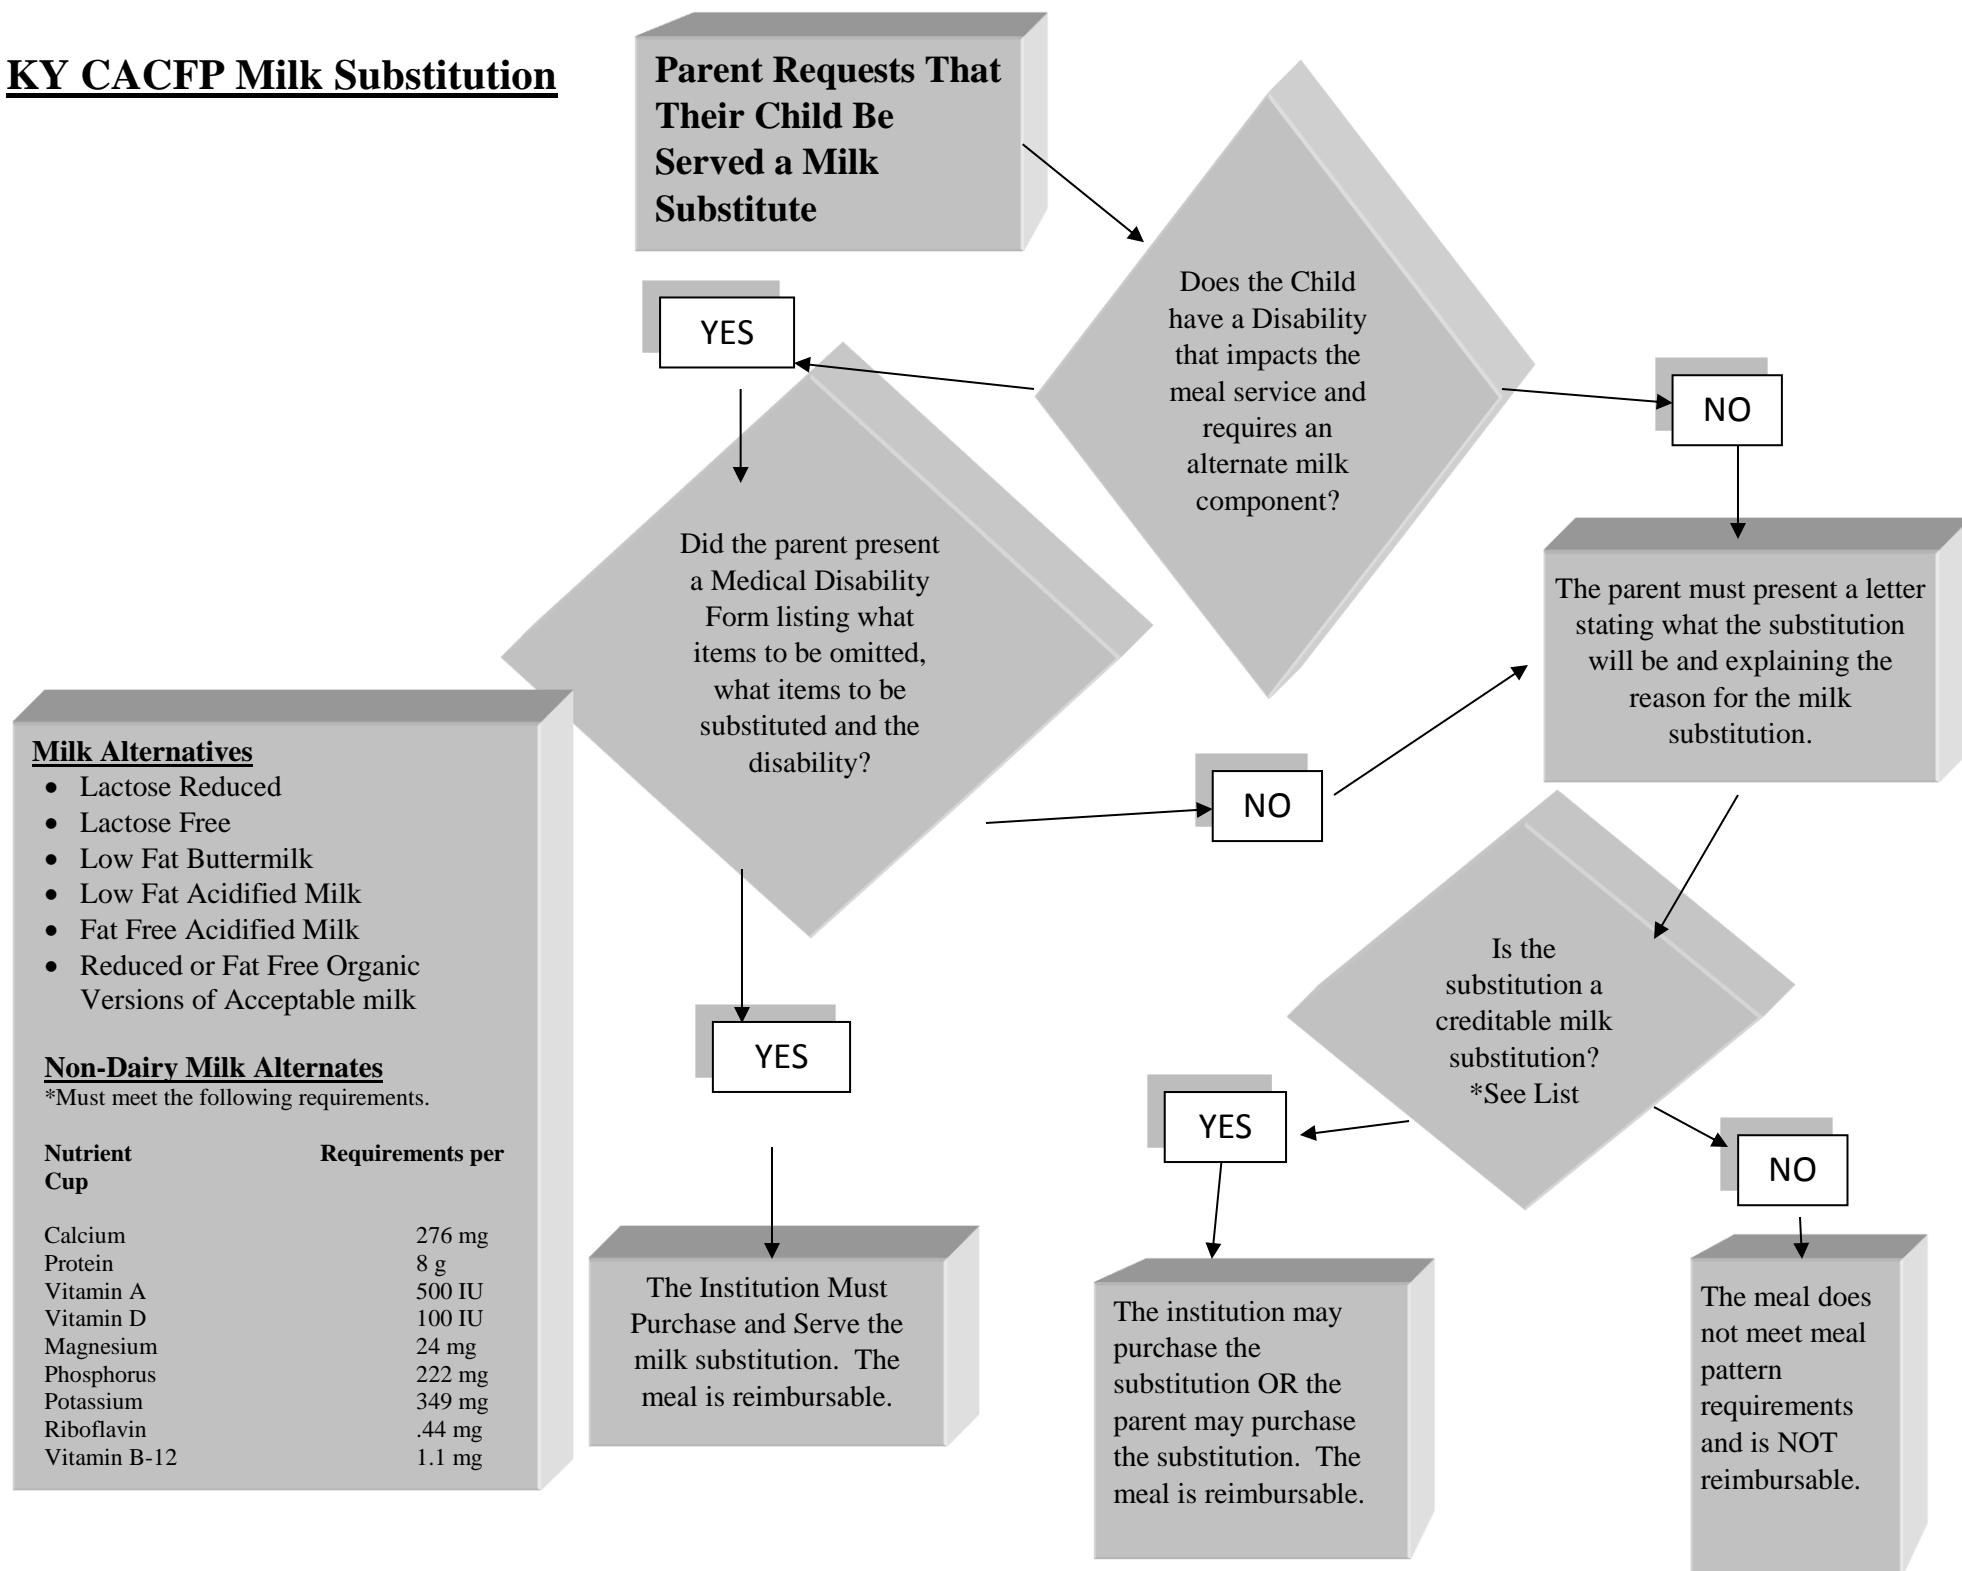 KY CACFP Milk Substitution
Parent Requests That
Their Child Be
Served a Milk
Substitute
Does the Child
have a Disability
that impacts the
meal service and
requires an
alternate milk
component?
YES
NO
Did the parent present
a Medical Disability
Form listing what
items to be omitted,
what items to be
substituted and the
disability?
The parent must present a letter
stating what the substitution
will be and explaining the
reason for the milk
substitution.
NO
YES
Is the
substitution a
creditable milk
substitution?
*See List
YES
NO
The Institution Must
Purchase and Serve the
milk substitution. The
meal is reimbursable.
The institution may
purchase the
substitution OR the
parent may purchase
the substitution. The
meal is reimbursable.
The meal does
not meet meal
pattern
requirements
and is NOT
reimbursable.
Milk Alternatives
• Lactose Reduced
• Lactose Free
• Low Fat Buttermilk
• Low Fat Acidified Milk
• Fat Free Acidified Milk
• Reduced or Fat Free Organic
Versions of Acceptable milk
Non-Dairy Milk Alternates
*Must meet the following requirements.
Nutrient Requirements per
Cup
Calcium 276 mg
Protein 8 g
Vitamin A 500 IU
Vitamin D 100 IU
Magnesium 24 mg
Phosphorus 222 mg
Potassium 349 mg
Riboflavin .44 mg
Vitamin B-12 1.1 mg